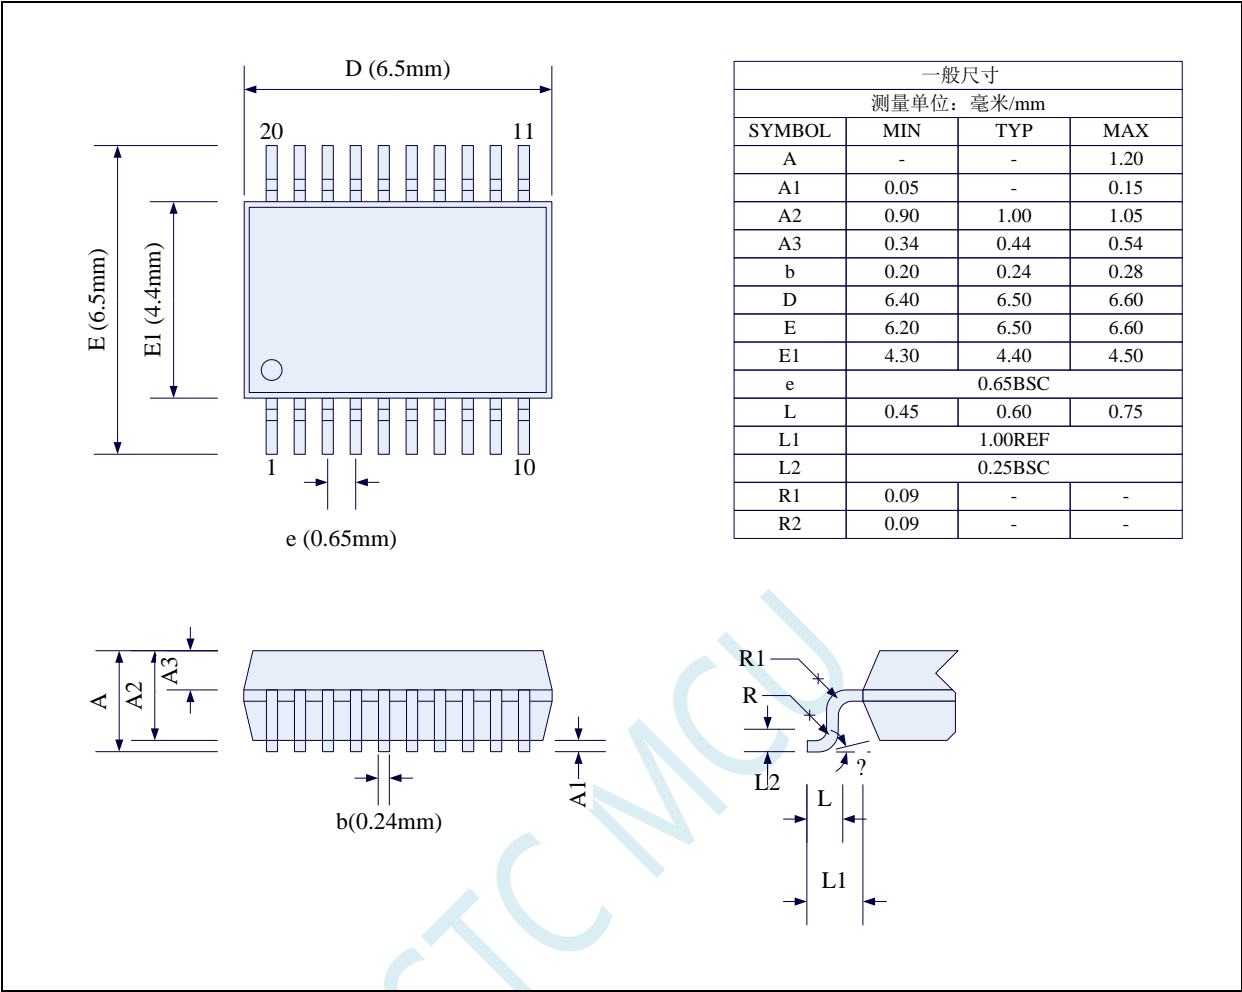 D (6.5mm)
20
11
E (6.5mm)
E1 (4.4mm)
1
10
e (0.65mm)
一般尺寸
测量单位：毫米/mm
SYMBOL MIN TYP MAX
A - - 1.20
A1 0.05 - 0.15
A2 0.90 1.00 1.05
A3 0.34 0.44 0.54
b 0.20 0.24 0.28
D 6.40 6.50 6.60
E 6.20 6.50 6.60
E1 4.30 4.40 4.50
e 0.65BSC
L 0.45 0.60 0.75
L1 1.00REF
L2 0.25BSC
R1 0.09 - -
R2 0.09 - -
A
A2
A3
A1
b(0.24mm)
R1
R
L2
?
L
L1
STC MCU